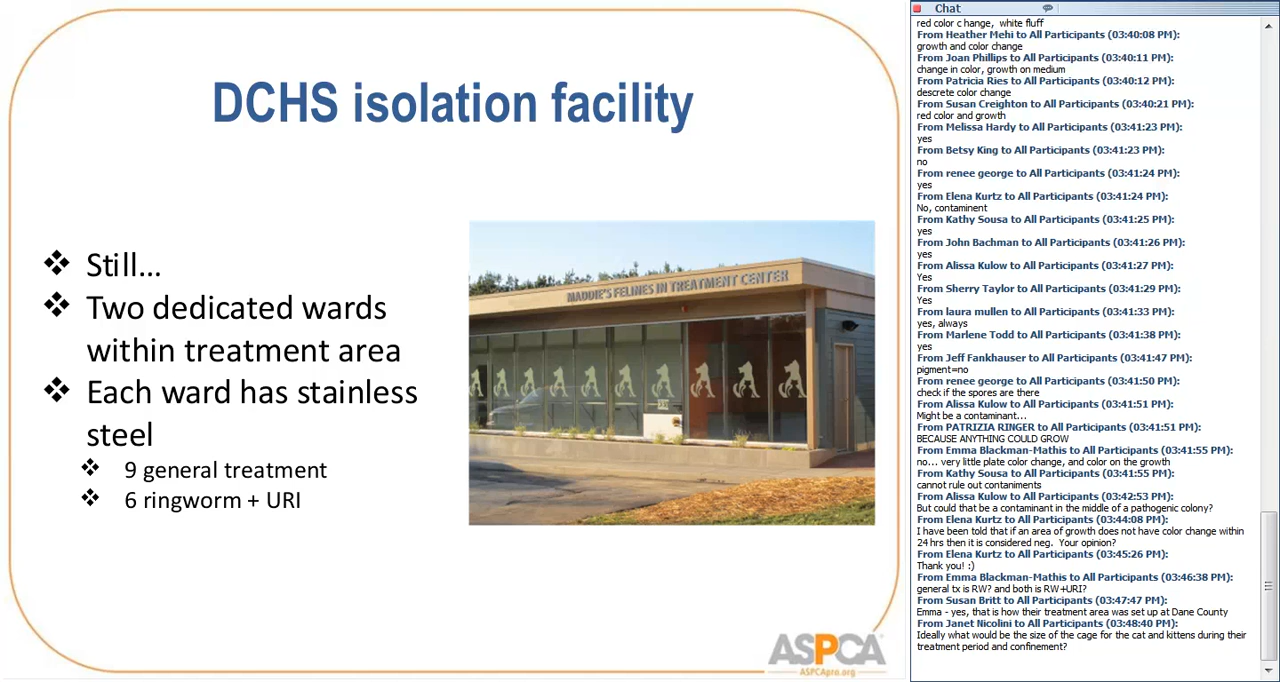 DCHS isolation facility
❖ Still...
❖ Two dedicated wards
within treatment area
❖ Each ward has stainless
steel
❖ 9 general treatment
❖ 6 ringworm + URI
MADDIE'S FELINES IN TREATMENT CENTER
ASPCA
ASPCApro.org
Chat
red color c hange, white fluff
From Heather Mehi to All Participants (03:40:08 PM):
growth and color change
From Joan Phillips to All Participants (03:40:11 PM):
change in color, growth on medium
From Patricia Ries to All Participants (03:40:12 PM):
descrete color change
From Susan Creighton to All Participants (03:40:21 PM):
red color and growth
From Melissa Hardy to All Participants (03:41:23 PM):
yes
From Betsy King to All Participants (03:41:23 PM):
no
From renee george to All Participants (03:41:24 PM):
yes
From Elena Kurtz to All Participants (03:41:24 PM):
No, contaminent
From Kathy Sousa to All Participants (03:41:25 PM):
yes
From John Bachman to All Participants (03:41:26 PM):
yes
From Alissa Kulow to All Participants (03:41:27 PM):
Yes
From Sherry Taylor to All Participants (03:41:29 PM):
Yes
From laura mullen to All Participants (03:41:33 PM):
yes, always
From Marlene Todd to All Participants (03:41:38 PM):
yes
From Jeff Fankhauser to All Participants (03:41:47 PM):
pigment=no
From renee george to All Participants (03:41:50 PM):
check if the spores are there
From Alissa Kulow to All Participants (03:41:51 PM):
Might be a contaminant...
From PATRIZIA RINGER to All Participants (03:41:51 PM):
BECAUSE ANYTHING COULD GROW
From Emma Blackman-Mathis to All Participants (03:41:55 PM):
no... very little plate color change, and color on the growth
From Kathy Sousa to All Participants (03:41:55 PM):
cannot rule out contaniments
From Alissa Kulow to All Participants (03:42:53 PM):
But could that be a contaminant in the middle of a pathogenic colony?
From Elena Kurtz to All Participants (03:44:08 PM):
I have been told that if an area of growth does not have color change within
24 hrs then it is considered neg. Your opinion?
From Elena Kurtz to All Participants (03:45:26 PM):
Thank you! :)
From Emma Blackman-Mathis to All Participants (03:46:38 PM):
general tx is RW? and both is RW+URI?
From Susan Britt to All Participants (03:47:47 PM):
Emma - yes, that is how their treatment area was set up at Dane County
From Janet Nicolini to All Participants (03:48:40 PM):
Ideally what would be the size of the cage for the cat and kittens during their
treatment period and confinement?